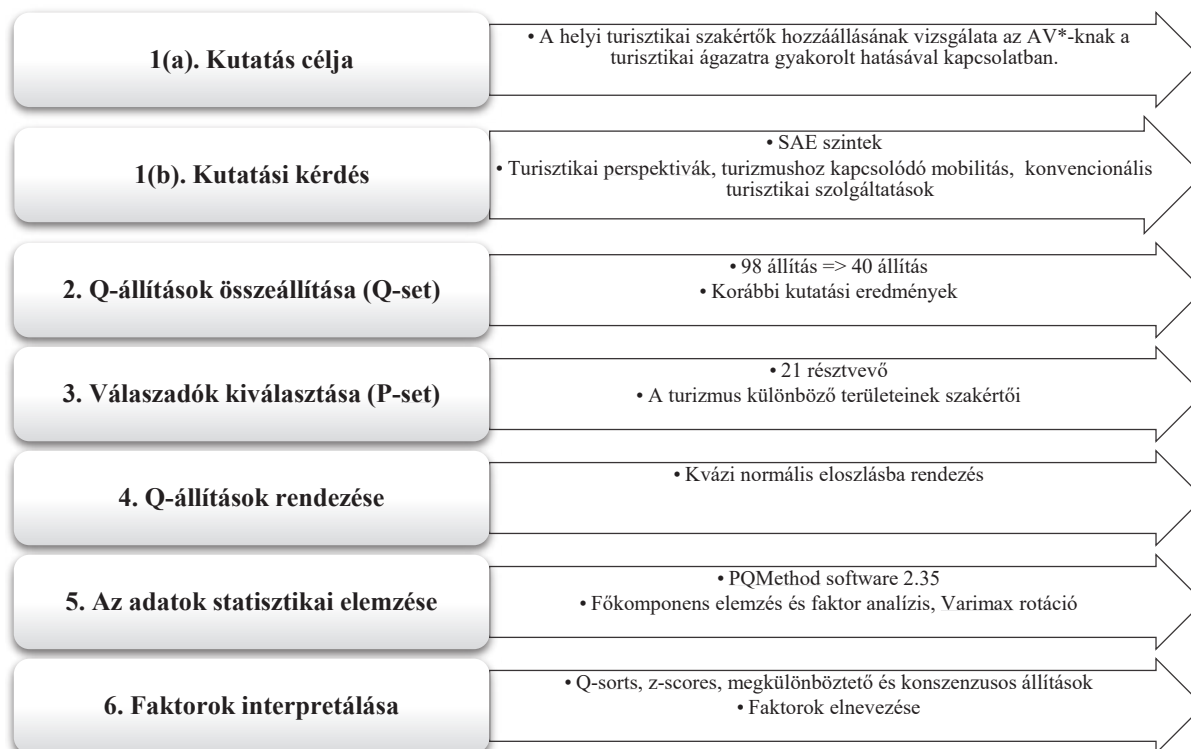 1(a). Kutatás célja
• A helyi turisztikai szakértők hozzáállásának vizsgálata az AV*-knak a
turisztikai ágazatra gyakorolt hatásával kapcsolatban.
1(b). Kutatási kérdés
• SAE szintek
• Turisztikai perspektívák, turizmushoz kapcsolódó mobilitás, konvencionális
turisztikai szolgáltatások
2. Q-állítások összeállítása (Q-set)
• 98 állítás => 40 állítás
• Korábbi kutatási eredmények
3. Válaszadók kiválasztása (P-set)
• 21 résztvevő
• A turizmus különböző területeinek szakértői
4. Q-állítások rendezése
• Kvázi normális eloszlásba rendezés
5. Az adatok statisztikai elemzése
• PQMethod software 2.35
• Főkomponens elemzés és faktor analízis, Varimax rotáció
6. Faktorok interpretálása
• Q-sorts, z-scores, megkülönböztető és konszenzusos állítások
• Faktorok elnevezése